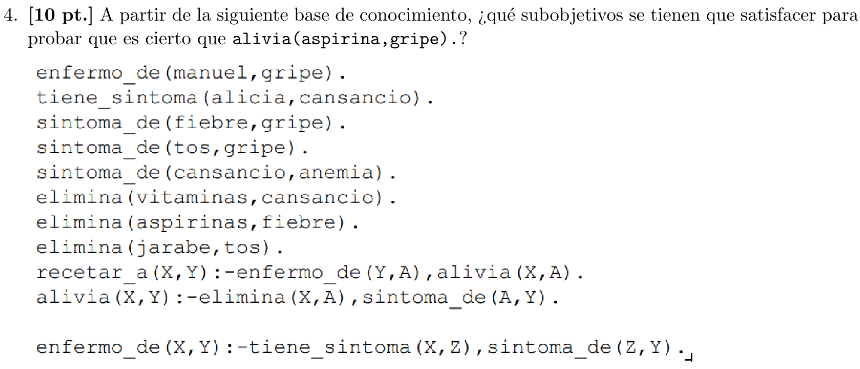 4. [10 pt.] A partir de la siguiente base de conocimiento, ¿qué subobjetivos se tienen que satisfacer para
probar que es cierto que alivia(aspirina,gripe).?
enfermo_de(manuel,gripe).
tiene_sintoma(alicia,cansancio).
sintoma_de(fiebre,gripe).
sintoma_de(tos,gripe).
sintoma_de(cansancio,anemia).
elimina(vitaminas,cansancio).
elimina(aspirinas,fiebre).
elimina(jarabe,tos).
recetar_a(X,Y):-enfermo_de(Y,A),alivia(X,A).
alivia(X,Y):-elimina(X,A),sintoma_de(A,Y).
enfermo_de(X,Y):-tiene_sintoma(X,Z),sintoma_de(Z,Y).